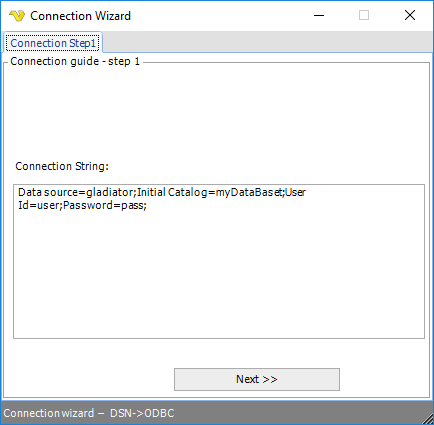 Connection Wizard
Connection Step1
Connection guide - step 1
Connection String:
Data source=gladiator;Initial Catalog=myDataBaset;User
Id=user;Password=pass;
Next >>
Connection wizard – DSN->ODBC